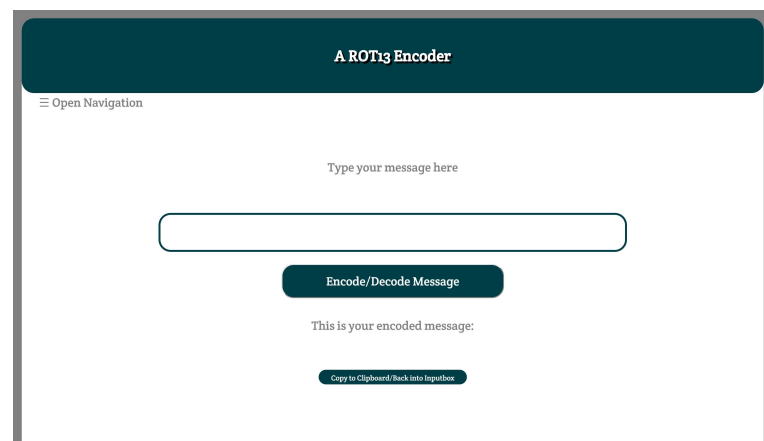 A ROT13 Encoder
☰ Open Navigation
Type your message here
Encode/Decode Message
This is your encoded message:
Copy to Clipboard/Back into Inputbox